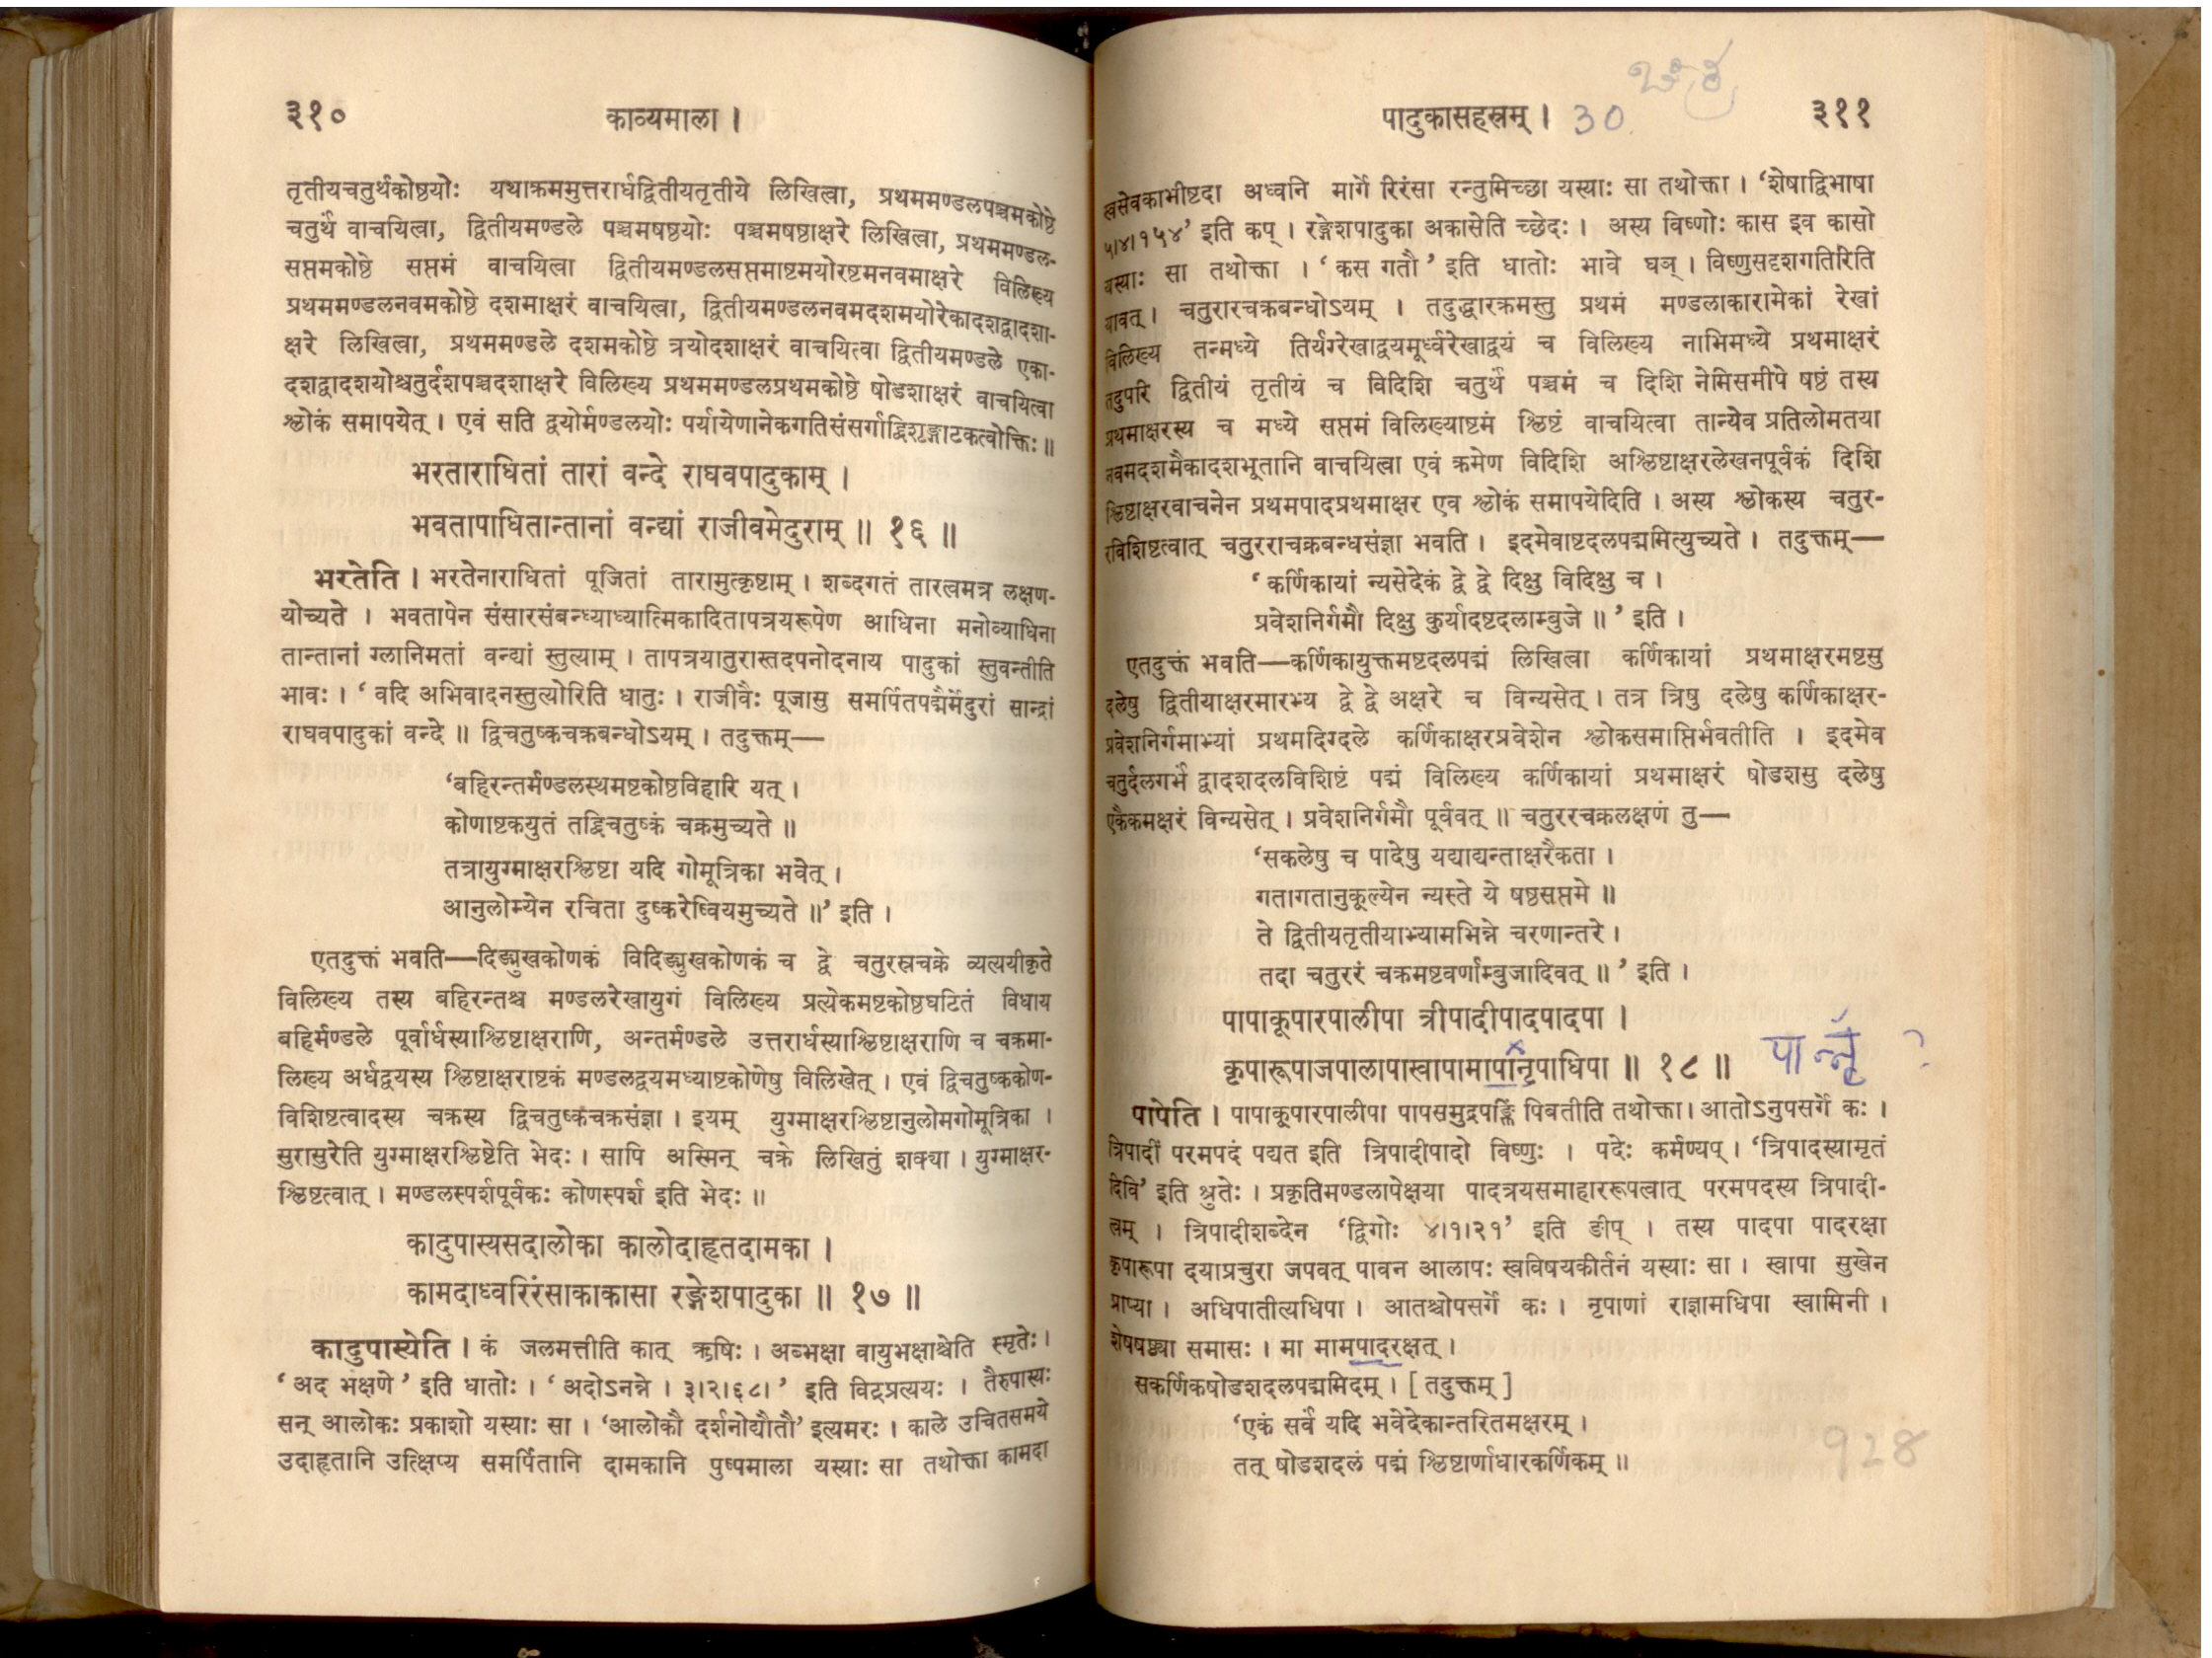 ३१०
काव्यमाला ।
तृतीयचतुर्थकोष्ठयोः यथाक्रममुत्तरार्धद्वितीयतृतीये लिखित्वा, प्रथममण्डलपञ्चमकोष्ठे
चतुर्थं वाचयित्वा, द्वितीयमण्डले पञ्चमषष्ठयोः पञ्चमषष्ठाक्षरे लिखित्वा, प्रथममण्डल-
सप्तमकोष्ठे सप्तमं वाचयित्वा द्वितीयमण्डलसप्तमाष्टमयोरष्टमनवमाक्षरे विलिख्य
प्रथममण्डलनवमकोष्ठे दशमाक्षरं वाचयित्वा, द्वितीयमण्डलनवमदशमयोरेकादशद्वादशा-
क्षरे लिखित्वा, प्रथममण्डले दशमकोष्ठे त्रयोदशाक्षरं वाचयित्वा द्वितीयमण्डले एका-
दशद्वादशयोश्चतुर्दशपञ्चदशाक्षरे विलिख्य प्रथममण्डलप्रथमकोष्ठे षोडशाक्षरं वाचयित्वा
श्लोकं समापयेत् । एवं सति द्वयोर्मण्डलयोः पर्यायेणानेकगतिसंसर्गाद्विशृङ्गाटकत्वोक्तिः ॥
भरताराधितां तारां वन्दे राघवपादुकाम् ।
भवतापाधितान्तानां वन्द्यां राजीवमेदुराम् ॥ १६ ॥
भरतेति । भरतेनाराधितां पूजितां तारामुत्कृष्टाम् । शब्दगतं तारत्वमत्र लक्षण-
योच्यते । भवतापेन संसारसंबन्ध्याध्यात्मिकादितापत्रयरूपेण आधिना मनोव्याधिना
तान्तानां ग्लानिमतां वन्द्यां स्तुत्याम् । तापत्रयातुरास्तदपनोदनाय पादुकां स्तुवन्तीति
भावः । ‘ वदि अभिवादनस्तुत्योरिति धातुः । राजीवैः पूजासु समर्पितपद्मैर्मेदुरां सान्द्रां
राघवपादुकां वन्दे ॥ द्विचतुष्कचक्रबन्धोऽयम् । तदुक्तम्—
‘बहिरन्तर्मण्डलस्थमष्टकोष्ठविहारि यत् ।
कोणाष्टकयुतं तद्द्विचतुष्कं चक्रमुच्यते ॥
तत्रायुग्माक्षरश्लिष्टा यदि गोमूत्रिका भवेत् ।
आनुलोम्येन रचिता दुष्करेष्वियमुच्यते ॥’ इति ।
एतदुक्तं भवति—दिङ्मुखकोणकं विदिङ्मुखकोणकं च द्वे चतुरस्रचक्रे व्यत्ययीकृते
विलिख्य तस्य बहिरन्तश्च मण्डलरेखायुगं विलिख्य प्रत्येकमष्टकोष्ठघटितं विधाय
बहिर्मण्डले पूर्वार्धस्याश्लिष्टाक्षराणि, अन्तर्मण्डले उत्तरार्धस्याश्लिष्टाक्षराणि च चक्रमा-
लिख्य अर्धद्वयस्य श्लिष्टाक्षराष्टकं मण्डलद्वयमध्याष्टकोणेषु विलिखेत् । एवं द्विचतुष्ककोण-
विशिष्टत्वादस्य चक्रस्य द्विचतुष्कचक्रसंज्ञा । इयम् युग्माक्षरश्लिष्टानुलोमगोमूत्रिका ।
सुरासुरेति युग्माक्षरश्लिष्टेति भेदः । सापि अस्मिन् चक्रे लिखितुं शक्या । युग्माक्षर-
श्लिष्टत्वात् । मण्डलस्पर्शपूर्वकः कोणस्पर्श इति भेदः ॥
कादुपास्यसदालोका कालोदाहृतदामका ।
कामदाध्वरिरंसाकाकासा रङ्गेशपादुका ॥ १७ ॥
कादुपास्येति । कं जलमत्तीति कात् ऋषिः । अब्भक्षा वायुभक्षाश्चेति स्मृतेः ।
‘ अद भक्षणे ’ इति धातोः । ‘ अदोऽनन्ने । ३।२।६८। ’ इति विट्प्रत्ययः । तैरुपास्यः
सन् आलोकः प्रकाशो यस्याः सा । ‘आलोकौ दर्शनोद्यौतौ’ इत्यमरः । काले उचितसमये
उदाहृतानि उत्क्षिप्य समर्पितानि दामकानि पुष्पमाला यस्याः सा तथोक्ता कामदा
पादुकासहस्रम् । 30
३११
स्वसेवकाभीष्टदा अध्वनि मार्गे रिरंसा रन्तुमिच्छा यस्याः सा तथोक्ता । ‘शेषाद्विभाषा
५।४।१५४’ इति कप् । रङ्गेशपादुका अकासेति च्छेदः । अस्य विष्णोः कास इव कासो
यस्याः सा तथोक्ता । ‘ कस गतौ ’ इति धातोः भावे घञ् । विष्णुसदृशगतिरिति
यावत् । चतुरारचक्रबन्धोऽयम् । तदुद्धारक्रमस्तु प्रथमं मण्डलाकारामेकां रेखां
विलिख्य तन्मध्ये तिर्यग्रेखाद्वयमूर्ध्वरेखाद्वयं च विलिख्य नाभिमध्ये प्रथमाक्षरं
तदुपरि द्वितीयं तृतीयं च विदिशि चतुर्थं पञ्चमं च दिशि नेमिसमीपे षष्ठं तस्य
प्रथमाक्षरस्य च मध्ये सप्तमं विलिख्याष्टमं श्लिष्टं वाचयित्वा तान्येव प्रतिलोमतया
नवमदशमैकादशभूतानि वाचयित्वा एवं क्रमेण विदिशि अश्लिष्टाक्षरलेखनपूर्वकं दिशि
श्लिष्टाक्षरवाचनेन प्रथमपादप्रथमाक्षर एव श्लोकं समापयेदिति । अस्य श्लोकस्य चतुर-
रविशिष्टत्वात् चतुरराचक्रबन्धसंज्ञा भवति । इदमेवाष्टदलपद्ममित्युच्यते । तदुक्तम्—
‘ कर्णिकायां न्यसेदेकं द्वे द्वे दिक्षु विदिक्षु च ।
प्रवेशनिर्गमौ दिक्षु कुर्यादष्टदलाम्बुजे ॥ ’ इति ।
एतदुक्तं भवति—कर्णिकायुक्तमष्टदलपद्मं लिखित्वा कर्णिकायां प्रथमाक्षरमष्टसु
दलेषु द्वितीयाक्षरमारभ्य द्वे द्वे अक्षरे च विन्यसेत् । तत्र त्रिषु दलेषु कर्णिकाक्षर-
प्रवेशनिर्गमाभ्यां प्रथमदिग्दले कर्णिकाक्षरप्रवेशेन श्लोकसमाप्तिर्भवतीति । इदमेव
चतुर्दलगर्भं द्वादशदलविशिष्टं पद्मं विलिख्य कर्णिकायां प्रथमाक्षरं षोडशसु दलेषु
एकैकमक्षरं विन्यसेत् । प्रवेशनिर्गमौ पूर्ववत् ॥ चतुररचक्रलक्षणं तु—
‘सकलेषु च पादेषु यद्याद्यन्ताक्षरैकता ।
गतागतानुकूल्येन न्यस्ते ये षष्ठसप्तमे ॥
ते द्वितीयतृतीयाभ्यामभिन्ने चरणान्तरे ।
तदा चतुररं चक्रमष्टवर्णाम्बुजादिवत् ॥ ’ इति ।
पापाकूपारपालीपा त्रीपादीपादपादपा ।
कृपारूपाजपालापास्वापामापान्नृपाधिपा ॥ १८ ॥ पान्नृ ?
पापेति । पापाकूपारपालीपा पापसमुद्रपङ्क्तिं पिबतीति तथोक्ता । आतोऽनुपसर्गे कः ।
त्रिपादीं परमपदं पद्यत इति त्रिपादीपादो विष्णुः । पदेः कर्मण्यप् । ‘त्रिपादस्यामृतं
दिवि’ इति श्रुतेः । प्रकृतिमण्डलापेक्षया पादत्रयसमाहाररूपत्वात् परमपदस्य त्रिपादी-
त्वम् । त्रिपादीशब्देन ‘द्विगोः ४।१।२१’ इति ङीप् । तस्य पादपा पादरक्षा
कृपारूपा दयाप्रचुरा जपवत् पावन आलापः स्वविषयकीर्तनं यस्याः सा । स्वापा सुखेन
प्राप्या । अधिपातीत्यधिपा । आतश्चोपसर्गे कः । नृपाणां राज्ञामधिपा स्वामिनी ।
शेषषष्ठ्या समासः । मा मामपादरक्षत् ।
सकर्णिकषोडशदलपद्ममिदम् । [ तदुक्तम् ]
‘एकं सर्वं यदि भवेदेकान्तरितमक्षरम् ।
तत् षोडशदलं पद्मं श्लिष्टार्णाधारकर्णिकम् ॥
928